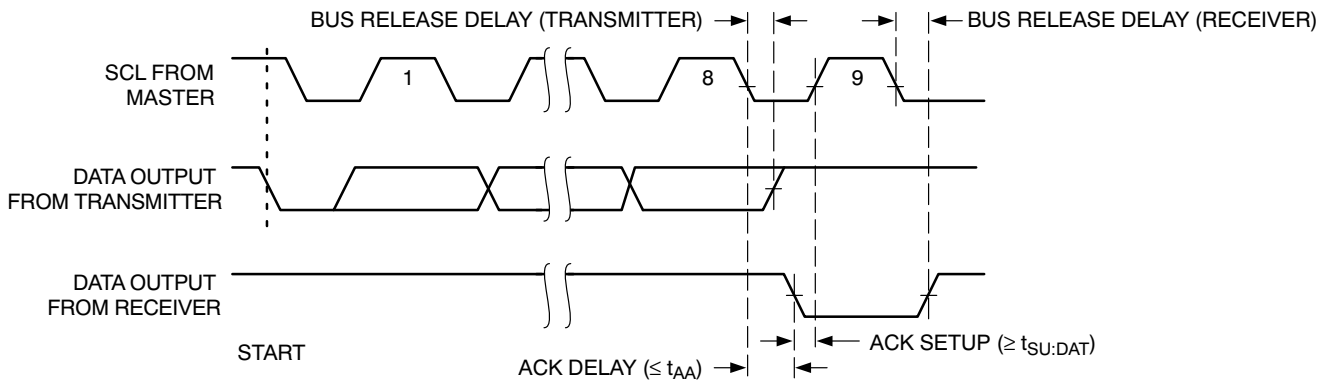 BUS RELEASE DELAY (TRANSMITTER)
BUS RELEASE DELAY (RECEIVER)
SCL FROM
MASTER
1
8
9
DATA OUTPUT
FROM TRANSMITTER
DATA OUTPUT
FROM RECEIVER
START
ACK SETUP (≥ tSU:DAT)
ACK DELAY (≤ tAA)